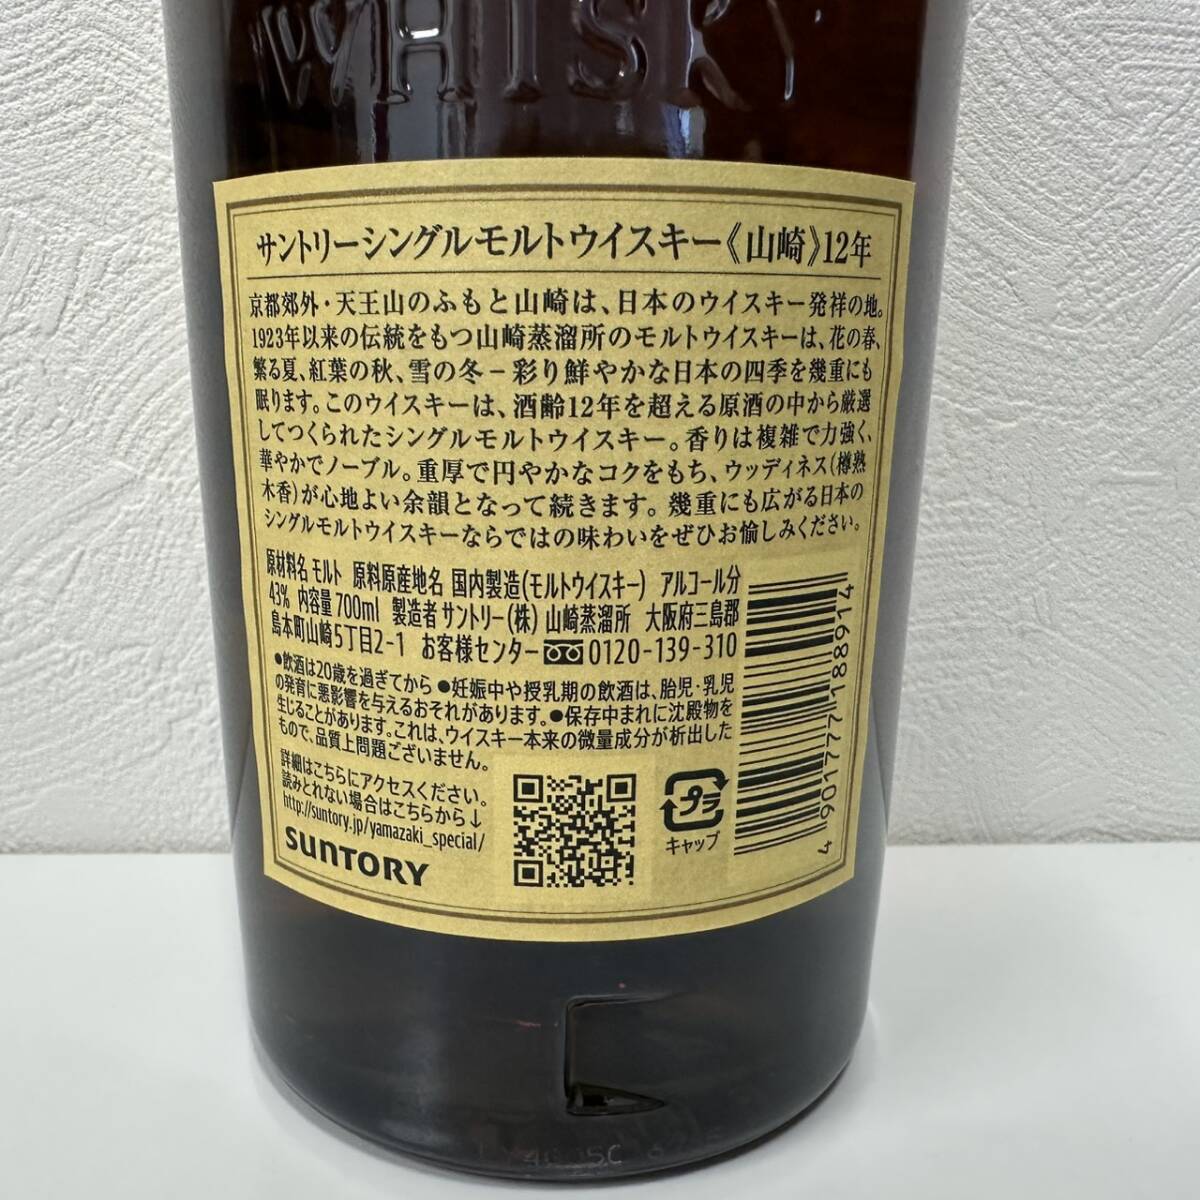 WHISKY
サントリーシングルモルトウイスキー《山崎》12年
京都郊外・天王山のふもと山崎は、日本のウイスキー発祥の地。
1923年以来の伝統をもつ山崎蒸溜所のモルトウイスキーは、花の春、
繁る夏、紅葉の秋、雪の冬－彩り鮮やかな日本の四季を幾重にも
眠ります。このウイスキーは、酒齢12年を超える原酒の中から厳選
してつくられたシングルモルトウイスキー。香りは複雑で力強く、
華やかでノーブル。重厚で円やかなコクをもち、ウッディネス(樽熟
木香)が心地よい余韻となって続きます。幾重にも広がる日本の
シングルモルトウイスキーならではの味わいをぜひお愉しみください。
原材料名 モルト 原料原産地名 国内製造(モルトウイスキー) アルコール分
43% 内容量700ml 製造者 サントリー(株) 山崎蒸溜所 大阪府三島郡
島本町山崎5丁目2-1 お客様センター 0120-139-310
●飲酒は20歳を過ぎてから ●妊娠中や授乳期の飲酒は、胎児・乳児
の発育に悪影響を与えるおそれがあります。●保存中まれに沈殿物を
生じることがあります。これは、ウイスキー本来の微量成分が析出した
もので、品質上問題ございません。
詳細はこちらにアクセスください。
読みとれない場合はこちらから↓
http://suntory.jp/yamazaki_special/
SUNTORY
プラ
キャップ
4 901777 188914